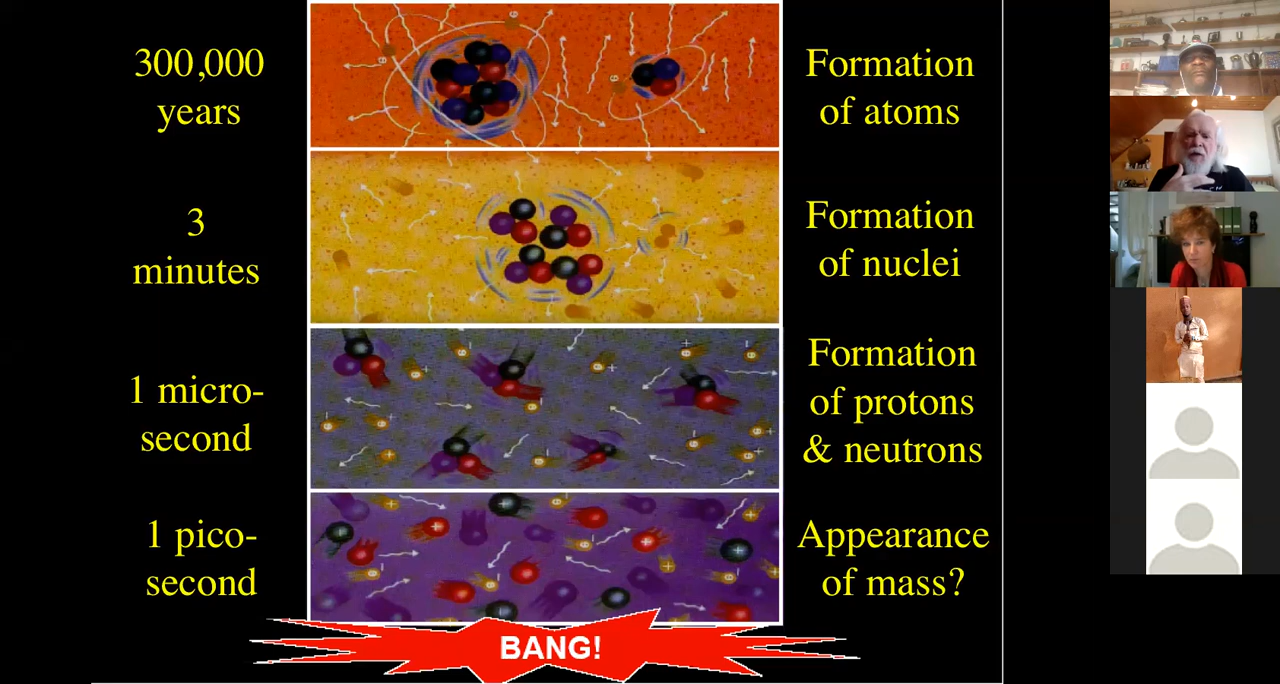 300,000
years
Formation
of atoms
3
minutes
Formation
of nuclei
1 micro-
second
Formation
of protons
& neutrons
1 pico-
second
Appearance
of mass?
BANG!